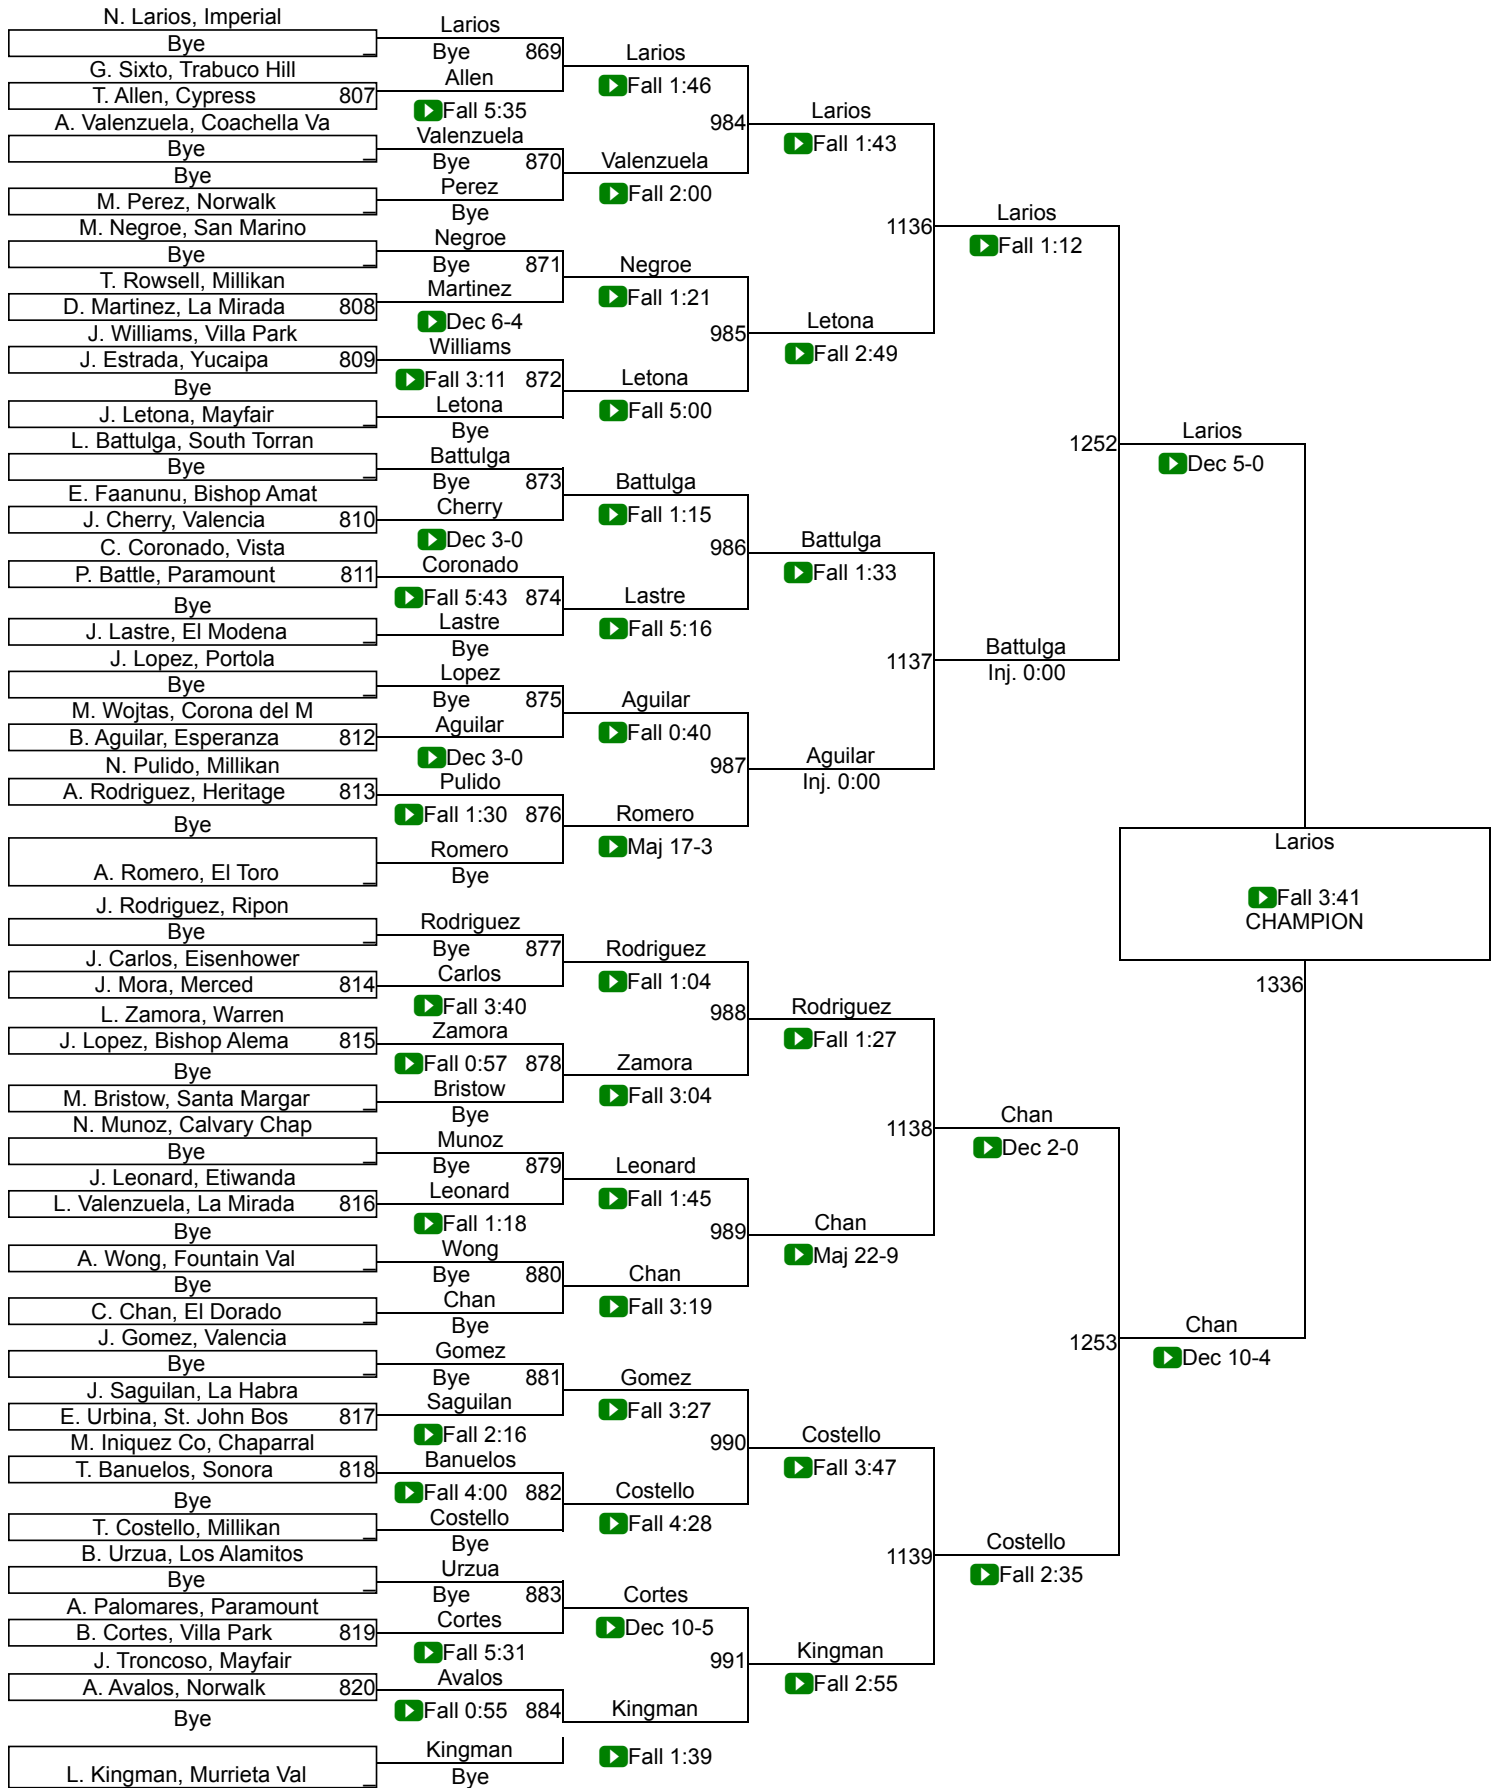 N. Larios, Imperial
Bye
G. Sixto, Trabuco Hill
T. Allen, Cypress 807
A. Valenzuela, Coachella Va
Bye
Bye
M. Perez, Norwalk
M. Negroe, San Marino
Bye
T. Rowsell, Millikan
D. Martinez, La Mirada 808
J. Williams, Villa Park
J. Estrada, Yucaipa 809
Bye
J. Letona, Mayfair
L. Battulga, South Torran
Bye
E. Faanunu, Bishop Amat
J. Cherry, Valencia 810
C. Coronado, Vista
P. Battle, Paramount 811
Bye
J. Lastre, El Modena
J. Lopez, Portola
Bye
M. Wojtas, Corona del M
B. Aguilar, Esperanza 812
N. Pulido, Millikan
A. Rodriguez, Heritage 813
Bye
A. Romero, El Toro
J. Rodriguez, Ripon
Bye
J. Carlos, Eisenhower
J. Mora, Merced 814
L. Zamora, Warren
J. Lopez, Bishop Alema 815
Bye
M. Bristow, Santa Margar
N. Munoz, Calvary Chap
Bye
J. Leonard, Etiwanda
L. Valenzuela, La Mirada 816
Bye
A. Wong, Fountain Val
Bye
C. Chan, El Dorado
J. Gomez, Valencia
Bye
J. Saguilan, La Habra
E. Urbina, St. John Bos 817
M. Iniquez Co, Chaparral
T. Banuelos, Sonora 818
Bye
T. Costello, Millikan
B. Urzua, Los Alamitos
Bye
A. Palomares, Paramount
B. Cortes, Villa Park 819
J. Troncoso, Mayfair
A. Avalos, Norwalk 820
Bye
L. Kingman, Murrieta Val
Larios
Bye 869
Allen
Fall 5:35
Valenzuela
Bye 870
Perez
Bye
Negroe
Bye 871
Martinez
Dec 6-4
Williams
Fall 3:11 872
Letona
Bye
Battulga
Bye 873
Cherry
Dec 3-0
Coronado
Fall 5:43 874
Lastre
Bye
Lopez
Bye 875
Aguilar
Dec 3-0
Pulido
Fall 1:30 876
Romero
Bye
Rodriguez
Bye 877
Carlos
Fall 3:40
Zamora
Fall 0:57 878
Bristow
Bye
Munoz
Bye 879
Leonard
Fall 1:18
Wong
Bye 880
Chan
Bye
Gomez
Bye 881
Saguilan
Fall 2:16
Banuelos
Fall 4:00 882
Costello
Bye
Urzua
Bye 883
Cortes
Fall 5:31
Avalos
Fall 0:55 884
Kingman
Bye
Larios
Fall 1:46
984
Valenzuela
Fall 2:00
Negroe
Fall 1:21
985
Letona
Fall 5:00
Battulga
Fall 1:15
986
Lastre
Fall 5:16
Aguilar
Fall 0:40
987
Romero
Maj 17-3
Rodriguez
Fall 1:04
988
Zamora
Fall 3:04
Leonard
Fall 1:45
989
Chan
Fall 3:19
Gomez
Fall 3:27
990
Costello
Fall 4:28
Cortes
Dec 10-5
991
Kingman
Fall 1:39
Larios
Fall 1:43
1136
Letona
Fall 2:49
Battulga
Fall 1:33
1137
Aguilar
Inj. 0:00
Rodriguez
Fall 1:27
1138
Chan
Maj 22-9
Costello
Fall 3:47
1139
Kingman
Fall 2:55
Larios
Fall 1:12
1252
Battulga
Inj. 0:00
Chan
Dec 2-0
1253
Costello
Fall 2:35
Larios
Dec 5-0
Larios
Fall 3:41
CHAMPION
1336
Chan
Dec 10-4